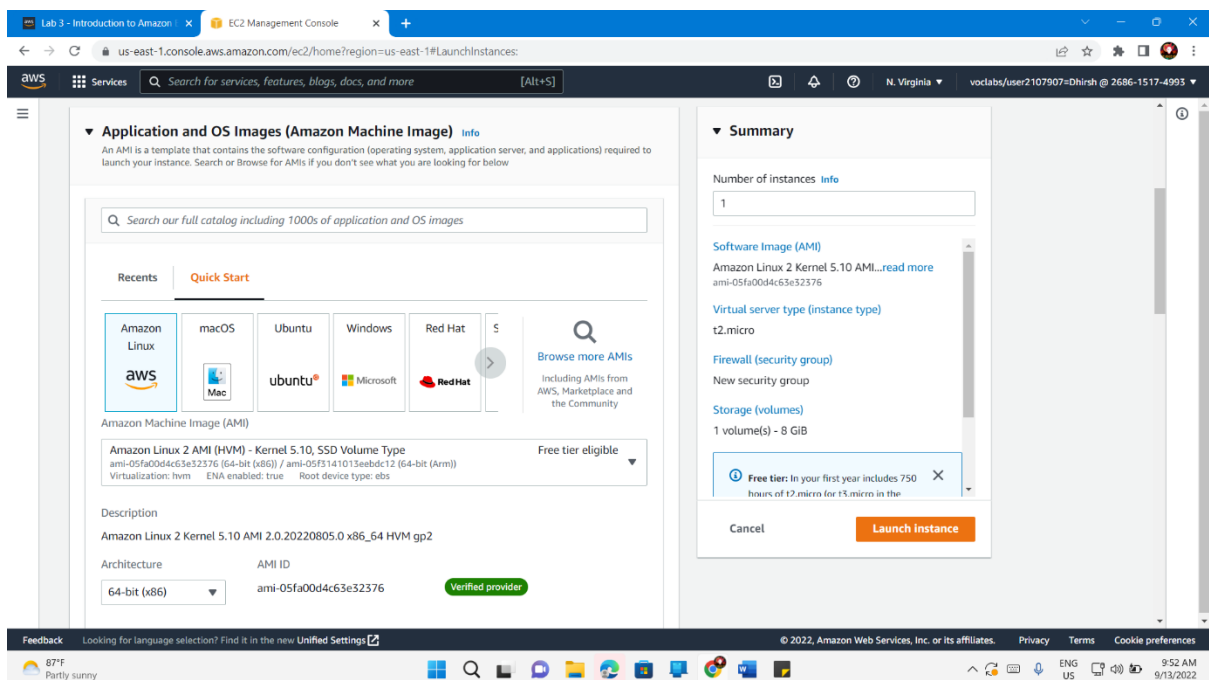 Lab 3 - Introduction to Amazon
EC2 Management Console
us-east-1.console.aws.amazon.com/ec2/home?region=us-east-1#LaunchInstances:
aws
Services
Search for services, features, blogs, docs, and more
[Alt+S]
N. Virginia
voclabs/user2107907=Dhirsh @ 2686-1517-4993
Application and OS Images (Amazon Machine Image) Info
An AMI is a template that contains the software configuration (operating system, application server, and applications) required to
launch your instance. Search or Browse for AMIs if you don't see what you are looking for below
Search our full catalog including 1000s of application and OS images
Recents
Quick Start
Amazon
Linux
aws
macOS
Mac
Ubuntu
ubuntu
Windows
Microsoft
Red Hat
Red Hat
S
Browse more AMIs
Including AMIs from
AWS, Marketplace and
the Community
Amazon Machine Image (AMI)
Amazon Linux 2 AMI (HVM) - Kernel 5.10, SSD Volume Type
Free tier eligible
ami-05fa00d4c63e32376 (64-bit (x86)) / ami-05f3141013eebdc12 (64-bit (Arm))
Virtualization: hvm ENA enabled: true Root device type: ebs
Description
Amazon Linux 2 Kernel 5.10 AMI 2.0.20220805.0 x86_64 HVM gp2
Architecture
AMI ID
64-bit (x86)
ami-05fa00d4c63e32376
Verified provider
Summary
Number of instances Info
1
Software Image (AMI)
Amazon Linux 2 Kernel 5.10 AMI...read more
ami-05fa00d4c63e32376
Virtual server type (instance type)
t2.micro
Firewall (security group)
New security group
Storage (volumes)
1 volume(s) - 8 GiB
Free tier: In your first year includes 750
hours of t2.micro (or t3.micro in the
Cancel
Launch instance
Feedback
Looking for language selection? Find it in the new Unified Settings
© 2022, Amazon Web Services, Inc. or its affiliates.
Privacy
Terms
Cookie preferences
87°F
Partly sunny
ENG
US
9:52 AM
9/13/2022